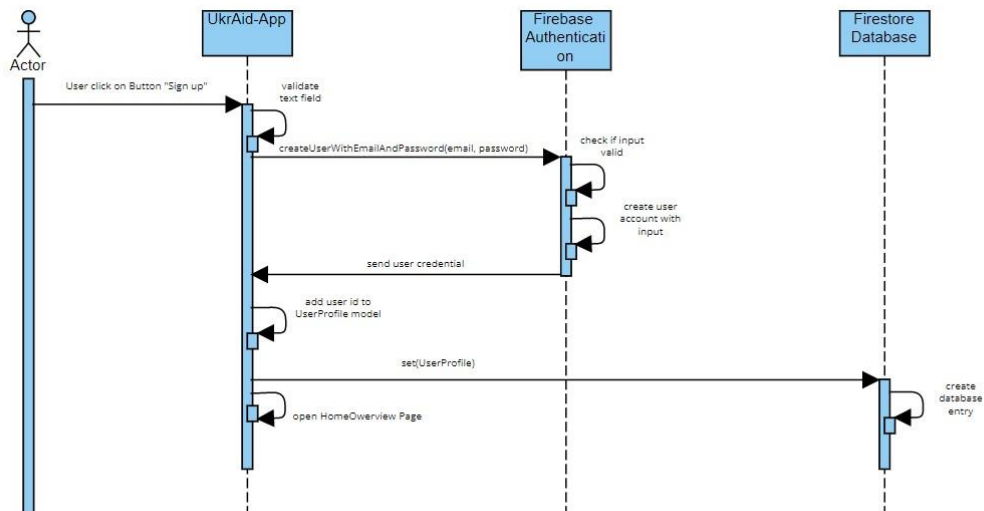 UkrAid-App
Firebase
Authenticati
on
Firestore
Database
Actor
User click on Button "Sign up"
validate
text field
createUserWithEmailAndPassword(email, password)
check if input
valid
create user
account with
input
send user credential
add user id to
UserProfile model
set(UserProfile)
create
database
entry
open HomeOwerview Page